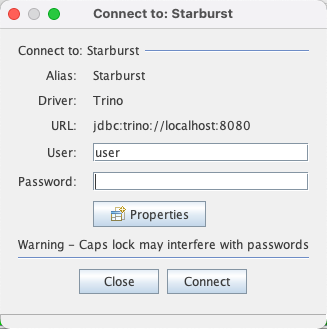 Connect to: Starburst
Connect to: Starburst
Alias: Starburst
Driver: Trino
URL: jdbc:trino://localhost:8080
User: user
Password:
Properties
Warning – Caps lock may interfere with passwords
Close Connect